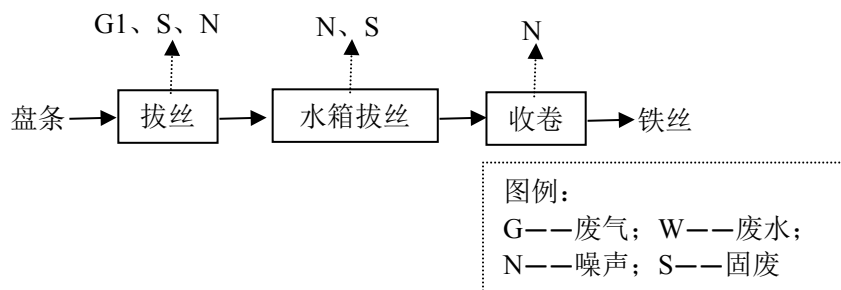 G1、S、N
N、S
N
盘条
拔丝
水箱拔丝
收卷
铁丝
图例：
G——废气；W——废水；
N——噪声；S——固废